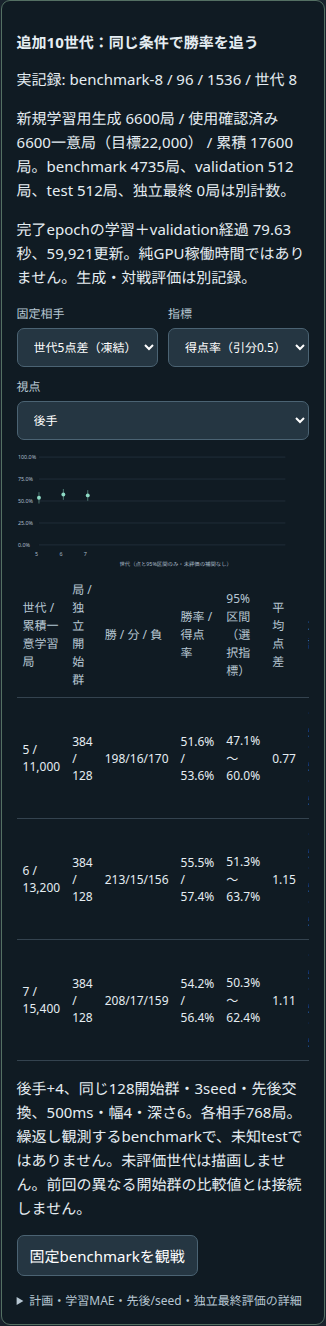 追加10世代：同じ条件で勝率を追う
実記録: benchmark-8 / 96 / 1536 / 世代 8
新規学習用生成 6600局 / 使用確認済み
6600一意局（目標22,000） / 累積 17600
局。benchmark 4735局、validation 512
局、test 512局、独立最終 0局は別計数。
完了epochの学習＋validation経過 79.63
秒、59,921更新。純GPU稼働時間ではあり
ません。生成・対戦評価は別記録。
固定相手
指標
世代5点差（凍結）
得点率（引分0.5）
視点
後手
100.0%
75.0%
50.0%
25.0%
0.0%
5 6 7
世代（点と95%区間のみ・未評価の補間なし）
世代 /
累積一
意学習
局
局 /
独
立
開
始
群
勝 / 分 / 負
勝率 /
得点
率
95%
区間
（選
択指
標）
平
均
点
差
5 /
11,000
384
/
128
198/16/170
51.6%
/
53.6%
47.1%
～
60.0%
0.77
6 /
13,200
384
/
128
213/15/156
55.5%
/
57.4%
51.3%
～
63.7%
1.15
7 /
15,400
384
/
128
208/17/159
54.2%
/
56.4%
50.3%
～
62.4%
1.11
後手+4、同じ128開始群・3seed・先後交
換、500ms・幅4・深さ6。各相手768局。
繰返し観測するbenchmarkで、未知testで
はありません。未評価世代は描画しませ
ん。前回の異なる開始群の比較値とは接続
しません。
固定benchmarkを観戦
▶ 計画・学習MAE・先後/seed・独立最終評価の詳細